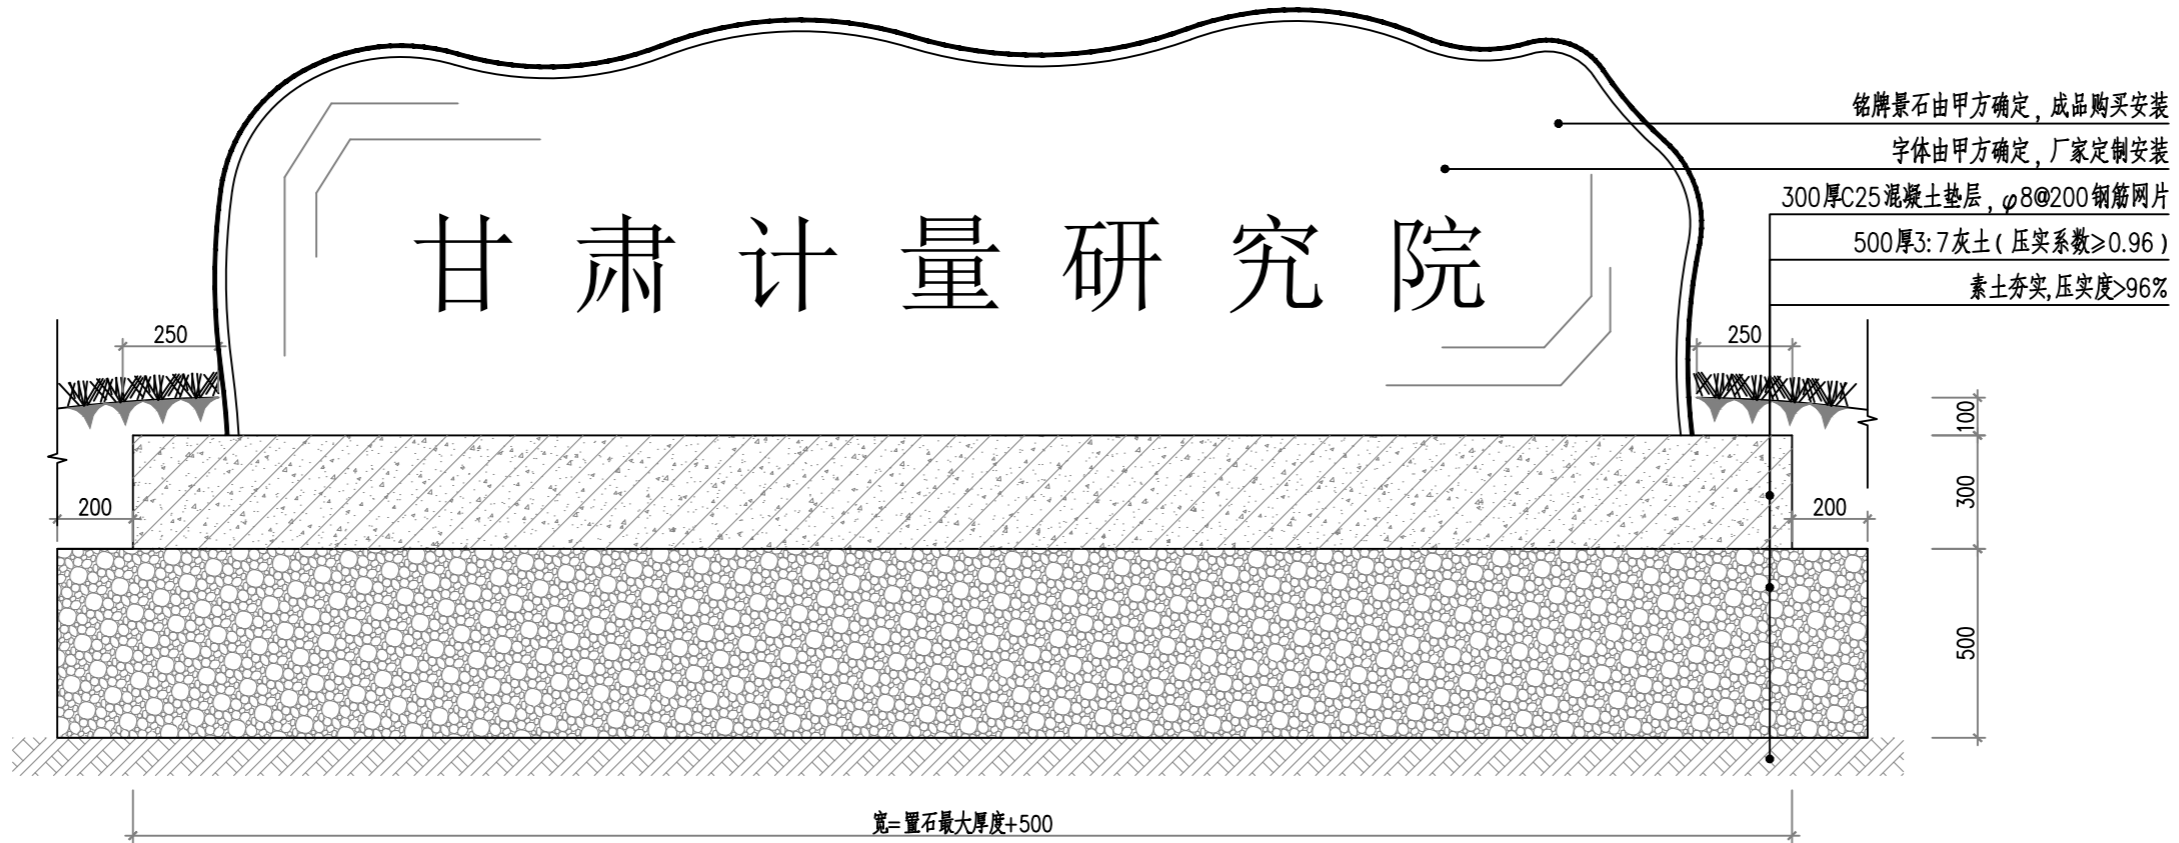 铭牌景石由甲方确定，成品购买安装
字体由甲方确定，厂家定制安装
300厚C25混凝土垫层，φ8@200钢筋网片
500厚3:7灰土（压实系数≥0.96）
素土夯实,压实度>96%
甘肃计量研究院
250
250
100
300
200
200
500
宽=置石最大厚度+500